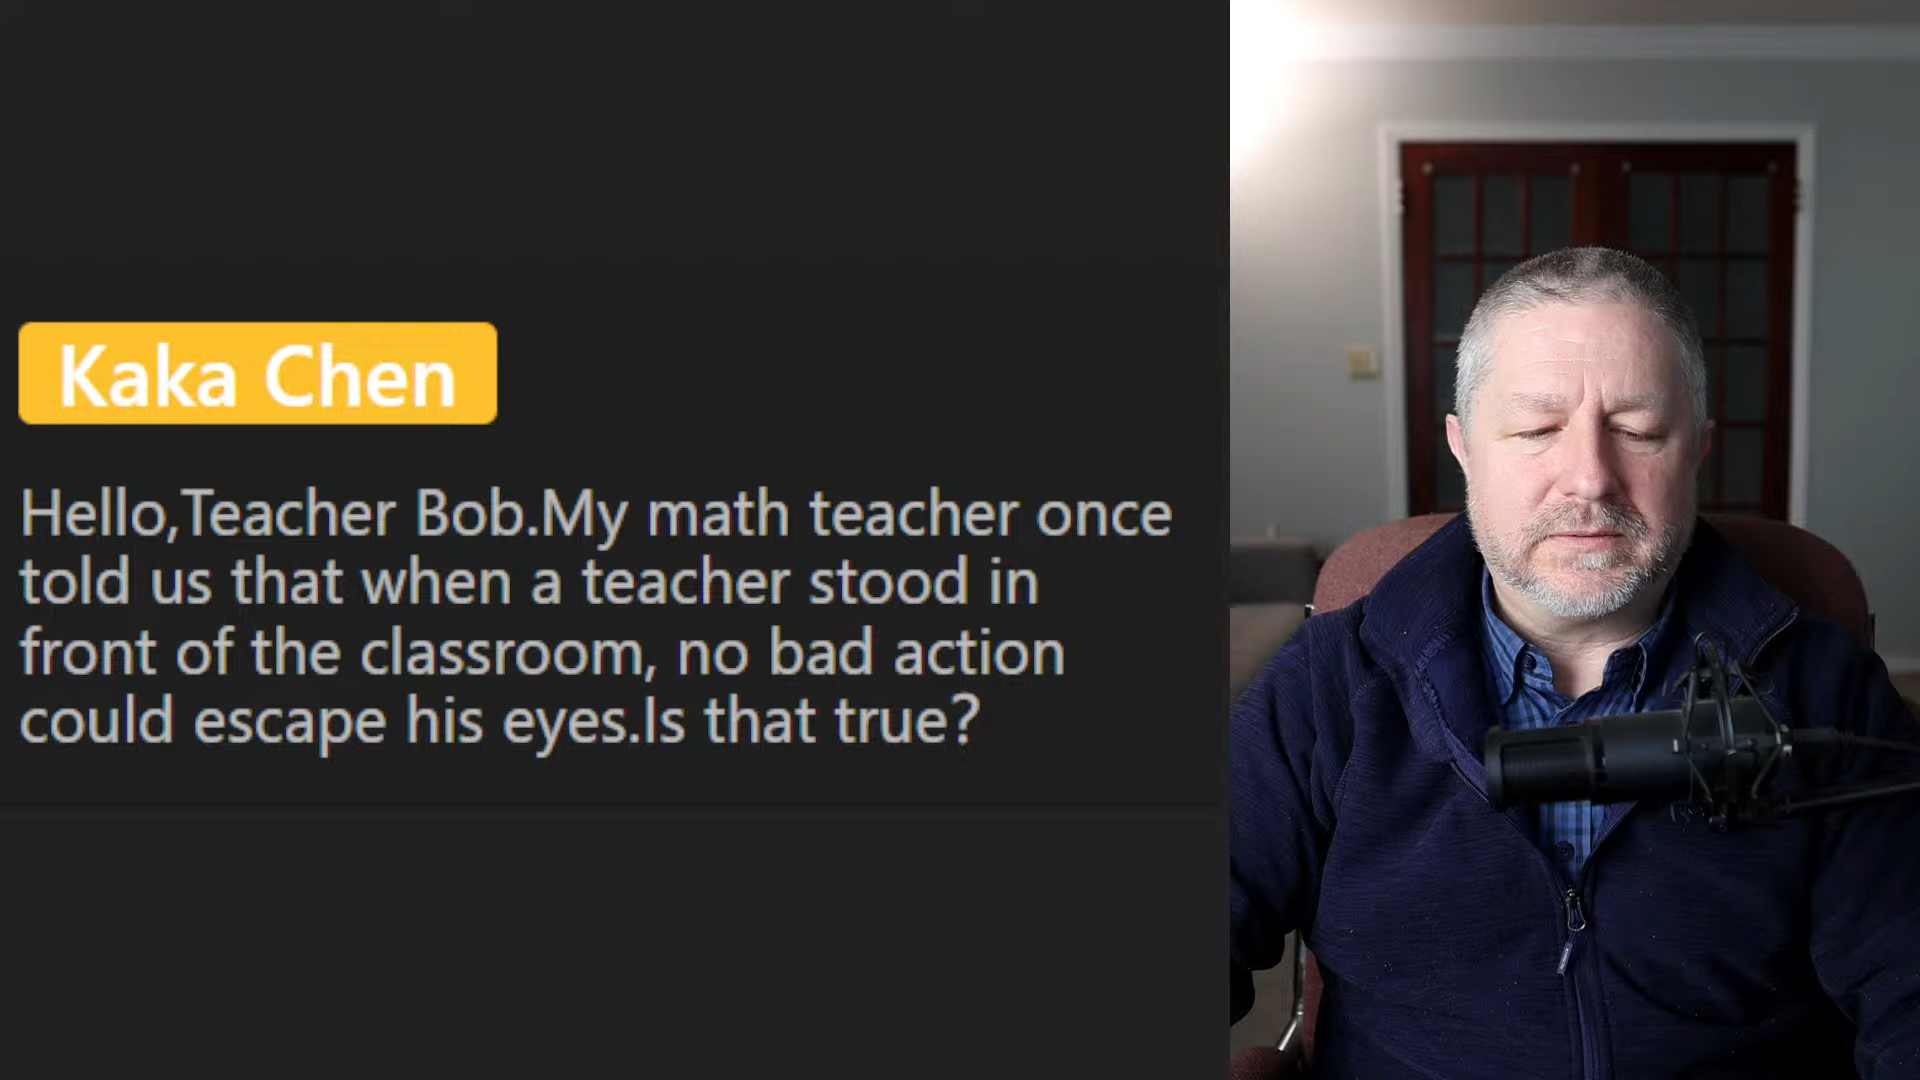 Kaka Chen
Hello,Teacher Bob.My math teacher once
told us that when a teacher stood in
front of the classroom, no bad action
could escape his eyes.Is that true?